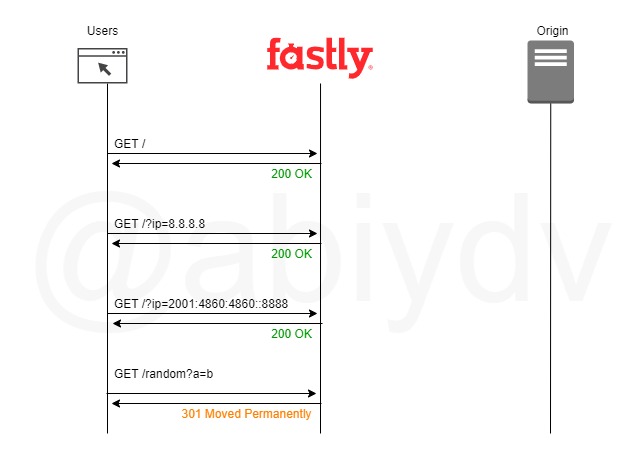 Users
fastly
Origin
GET /
200 OK
GET /?ip=8.8.8.8
200 OK
@abiydv
GET /?ip=2001:4860:4860::8888
200 OK
GET /random?a=b
301 Moved Permanently